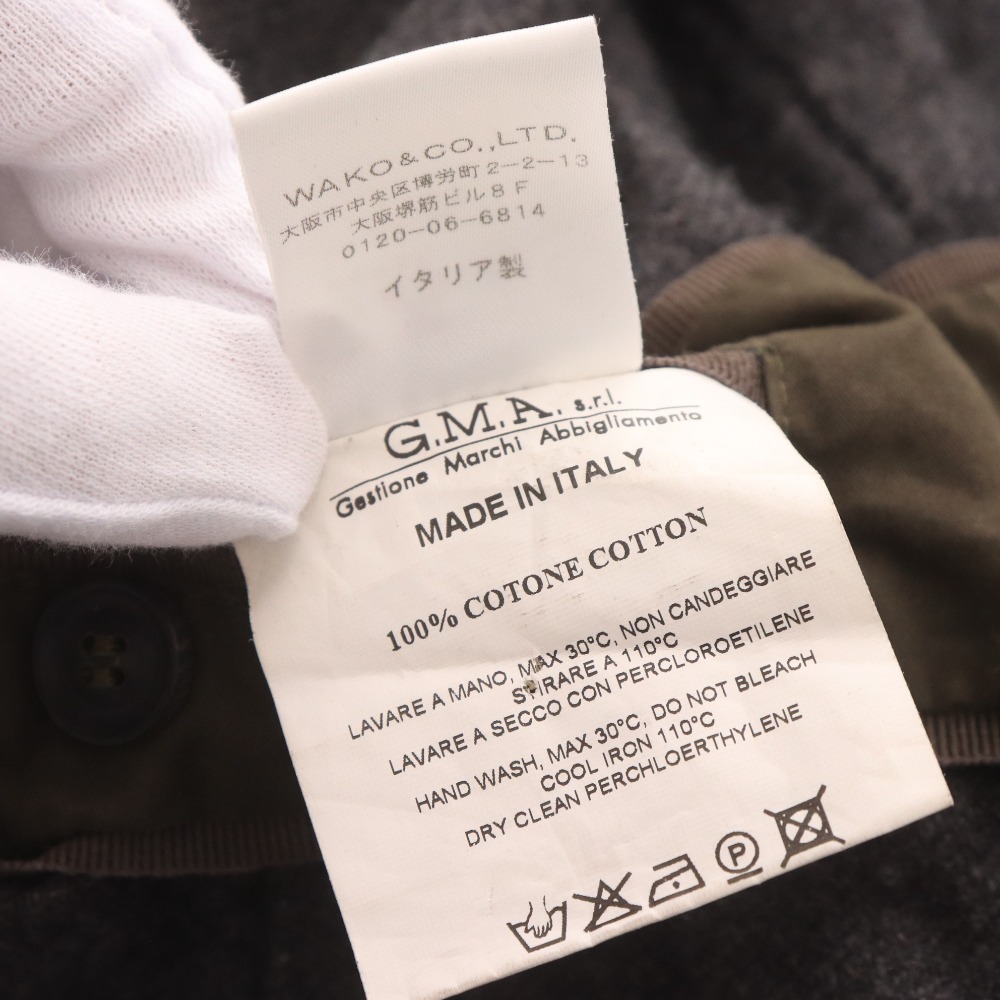 WAKO&CO.,LTD.
大阪市中央区博労町2-2-13
大阪堺筋ビル8F
0120-06-6814
イタリア製
G.M.A. s.r.l.
Gestione Marchi Abbigliamento
MADE IN ITALY
100% COTONE COTTON
LAVARE A MANO, MAX 30°C, NON CANDEGGIARE
STIRARE A 110°C
LAVARE A SECCO CON PERCLOROETILENE
HAND WASH, MAX 30°C, DO NOT BLEACH
COOL IRON 110°C
DRY CLEAN PERCHLOERTHYLENE
P